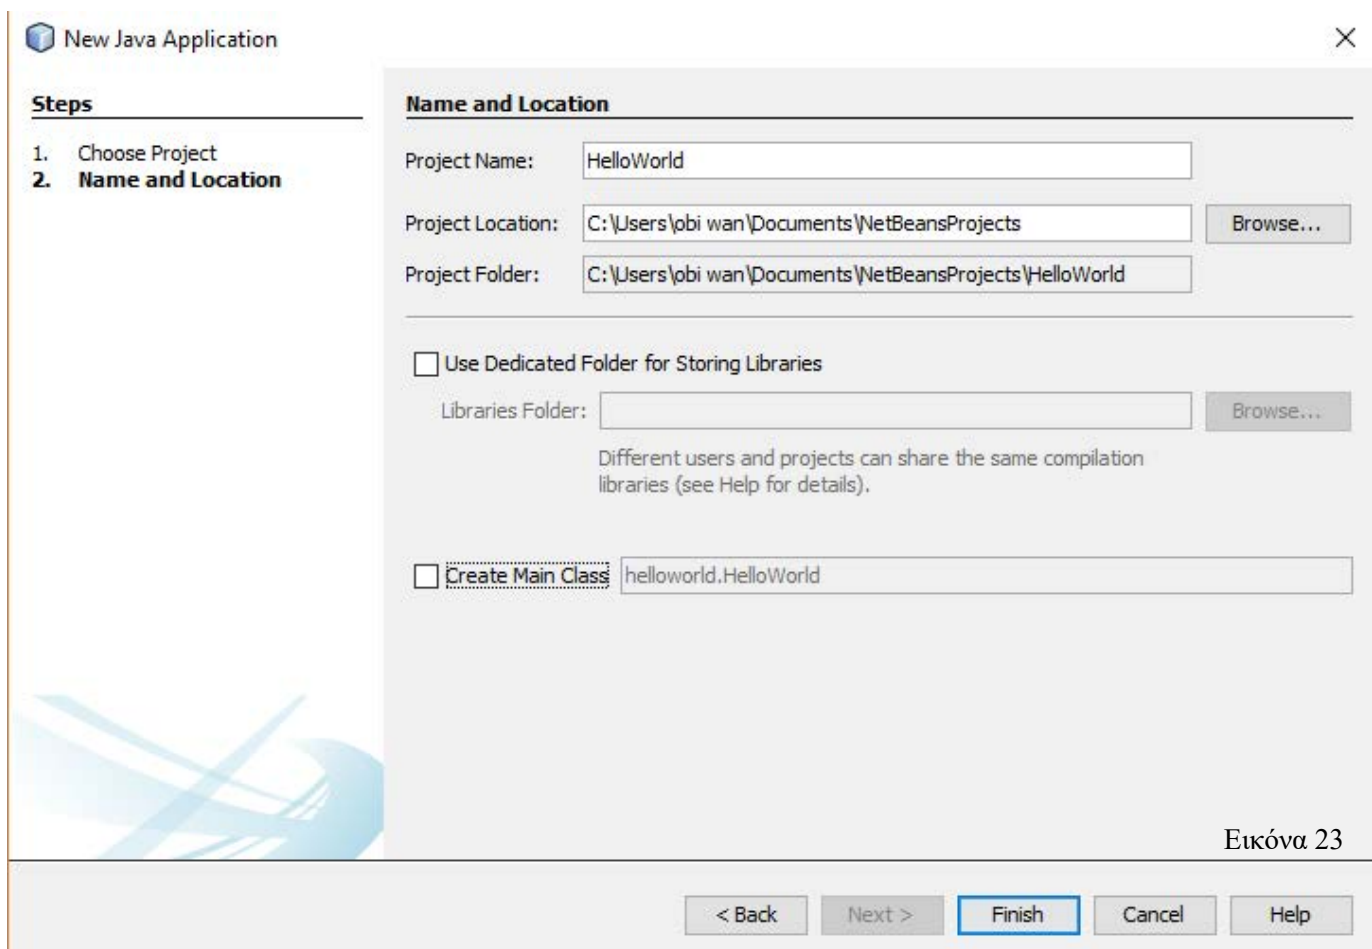 New Java Application
Steps
1. Choose Project
2. Name and Location
Name and Location
Project Name: HelloWorld
Project Location: C:\Users\obi wan\Documents\NetBeansProjects Browse...
Project Folder: C:\Users\obi wan\Documents\NetBeansProjects\HelloWorld
Use Dedicated Folder for Storing Libraries
Libraries Folder: Browse...
Different users and projects can share the same compilation
libraries (see Help for details).
Create Main Class helloworld.HelloWorld
Εικόνα 23
< Back Next > Finish Cancel Help